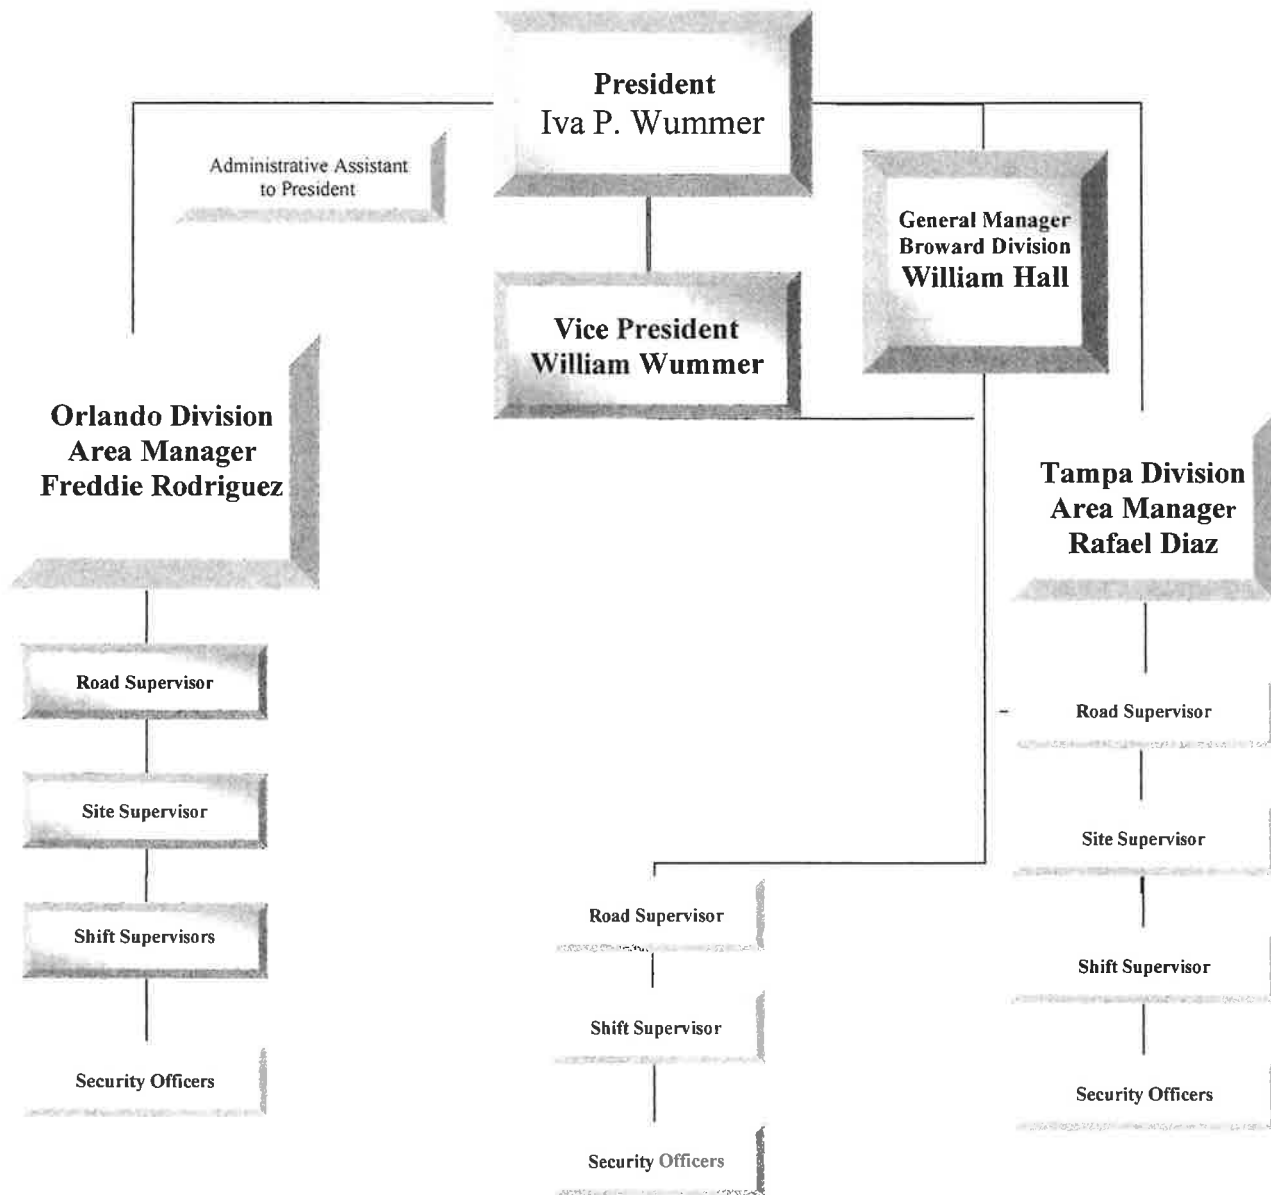 President
Iva P. Wummer
Administrative Assistant
to President
General Manager
Broward Division
William Hall
Vice President
William Wummer
Orlando Division
Area Manager
Freddie Rodriguez
Tampa Division
Area Manager
Rafael Diaz
Road Supervisor
Site Supervisor
Shift Supervisors
Security Officers
Road Supervisor
Shift Supervisor
Security Officers
Road Supervisor
Site Supervisor
Shift Supervisor
Security Officers